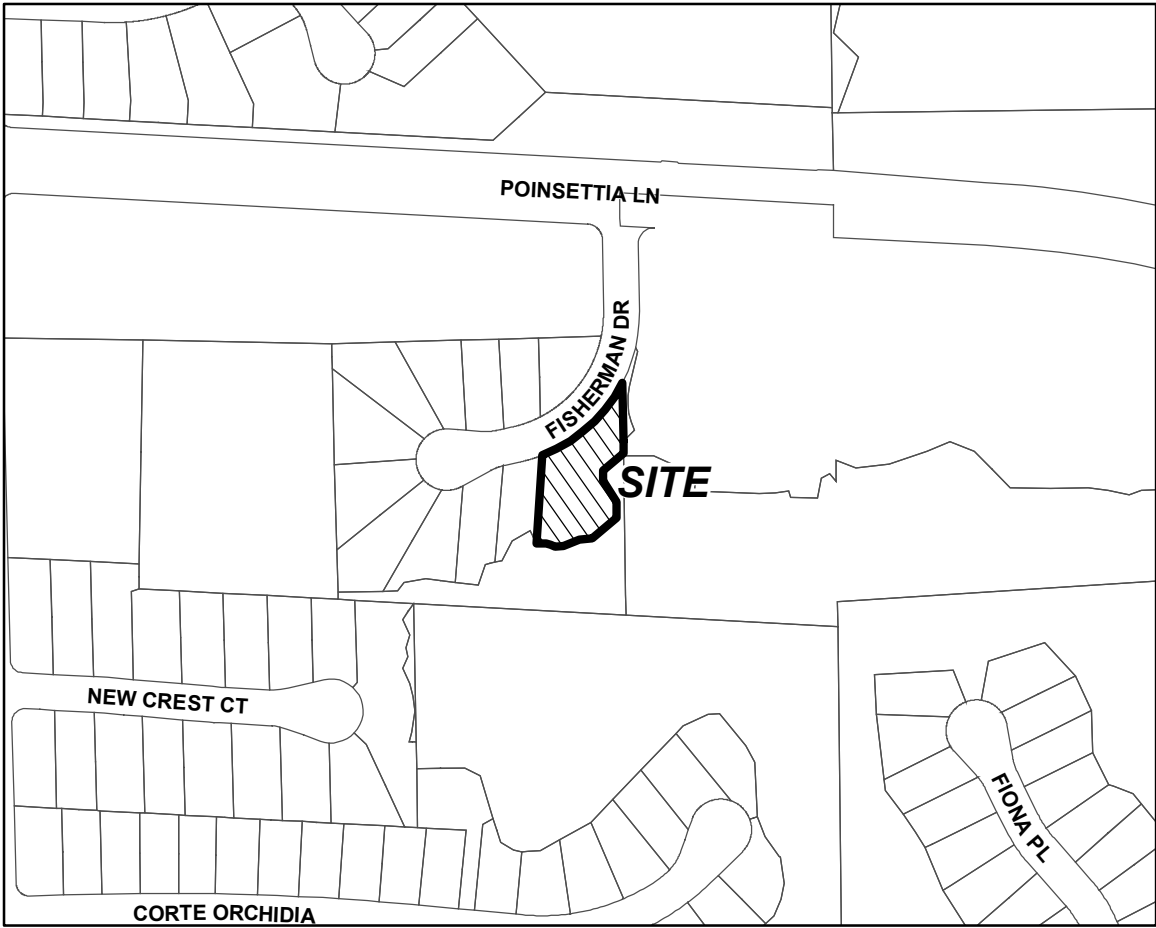 POINSETTIA LN
FISHERMAN DR
SITE
NEW CREST CT
FIONA PL
CORTE ORCHIDIA